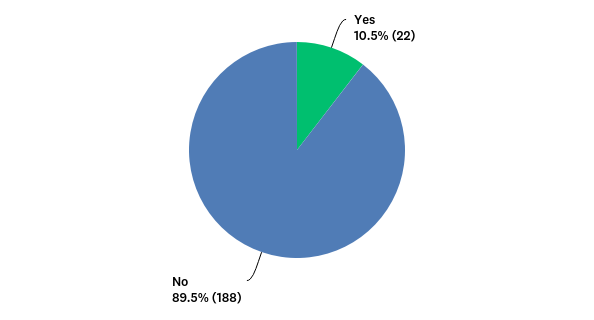 Yes
10.5% (22)
No
89.5% (188)